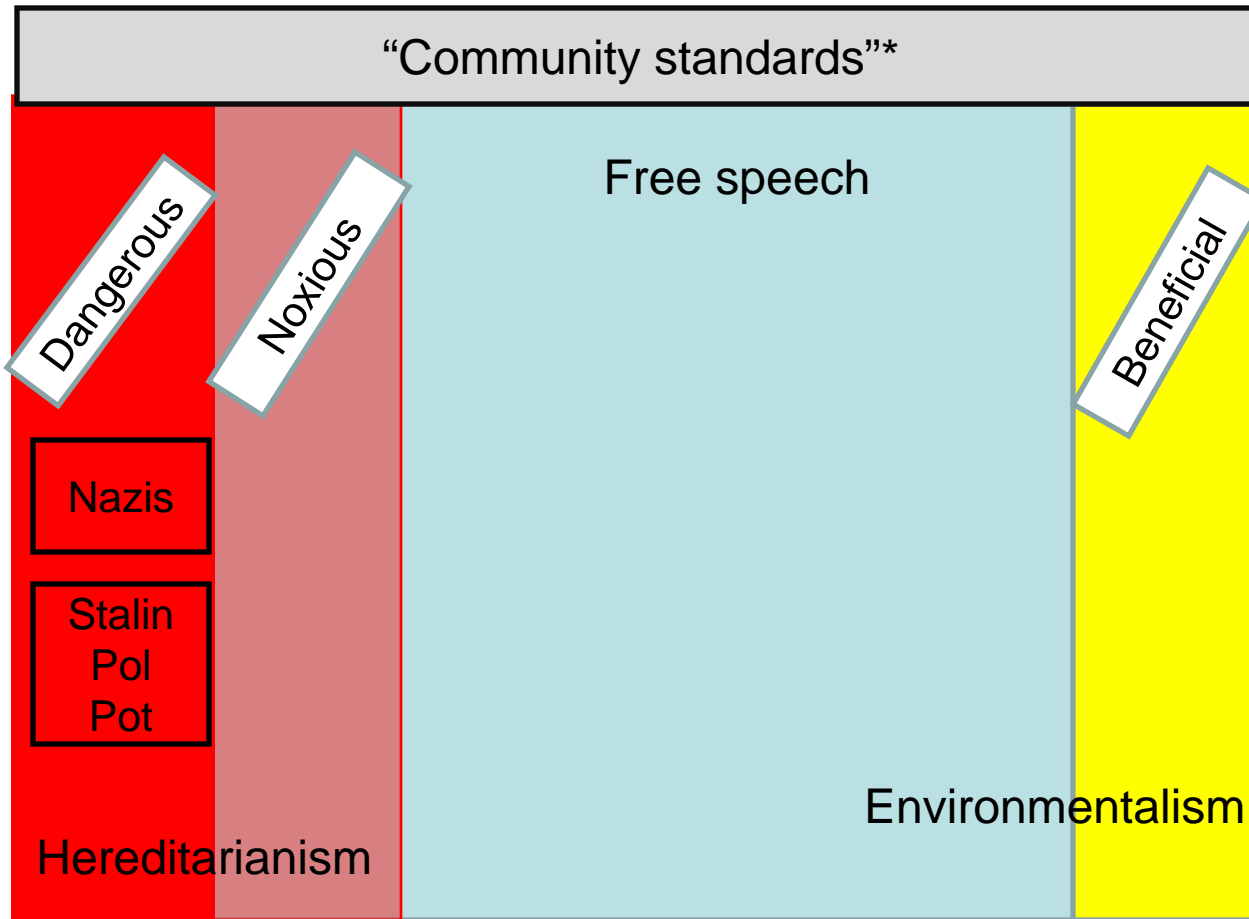 “Community standards”*
Free speech
Dangerous
Noxious
Beneficial
Nazis
Stalin
Pol
Pot
Environmentalism
Hereditarianism